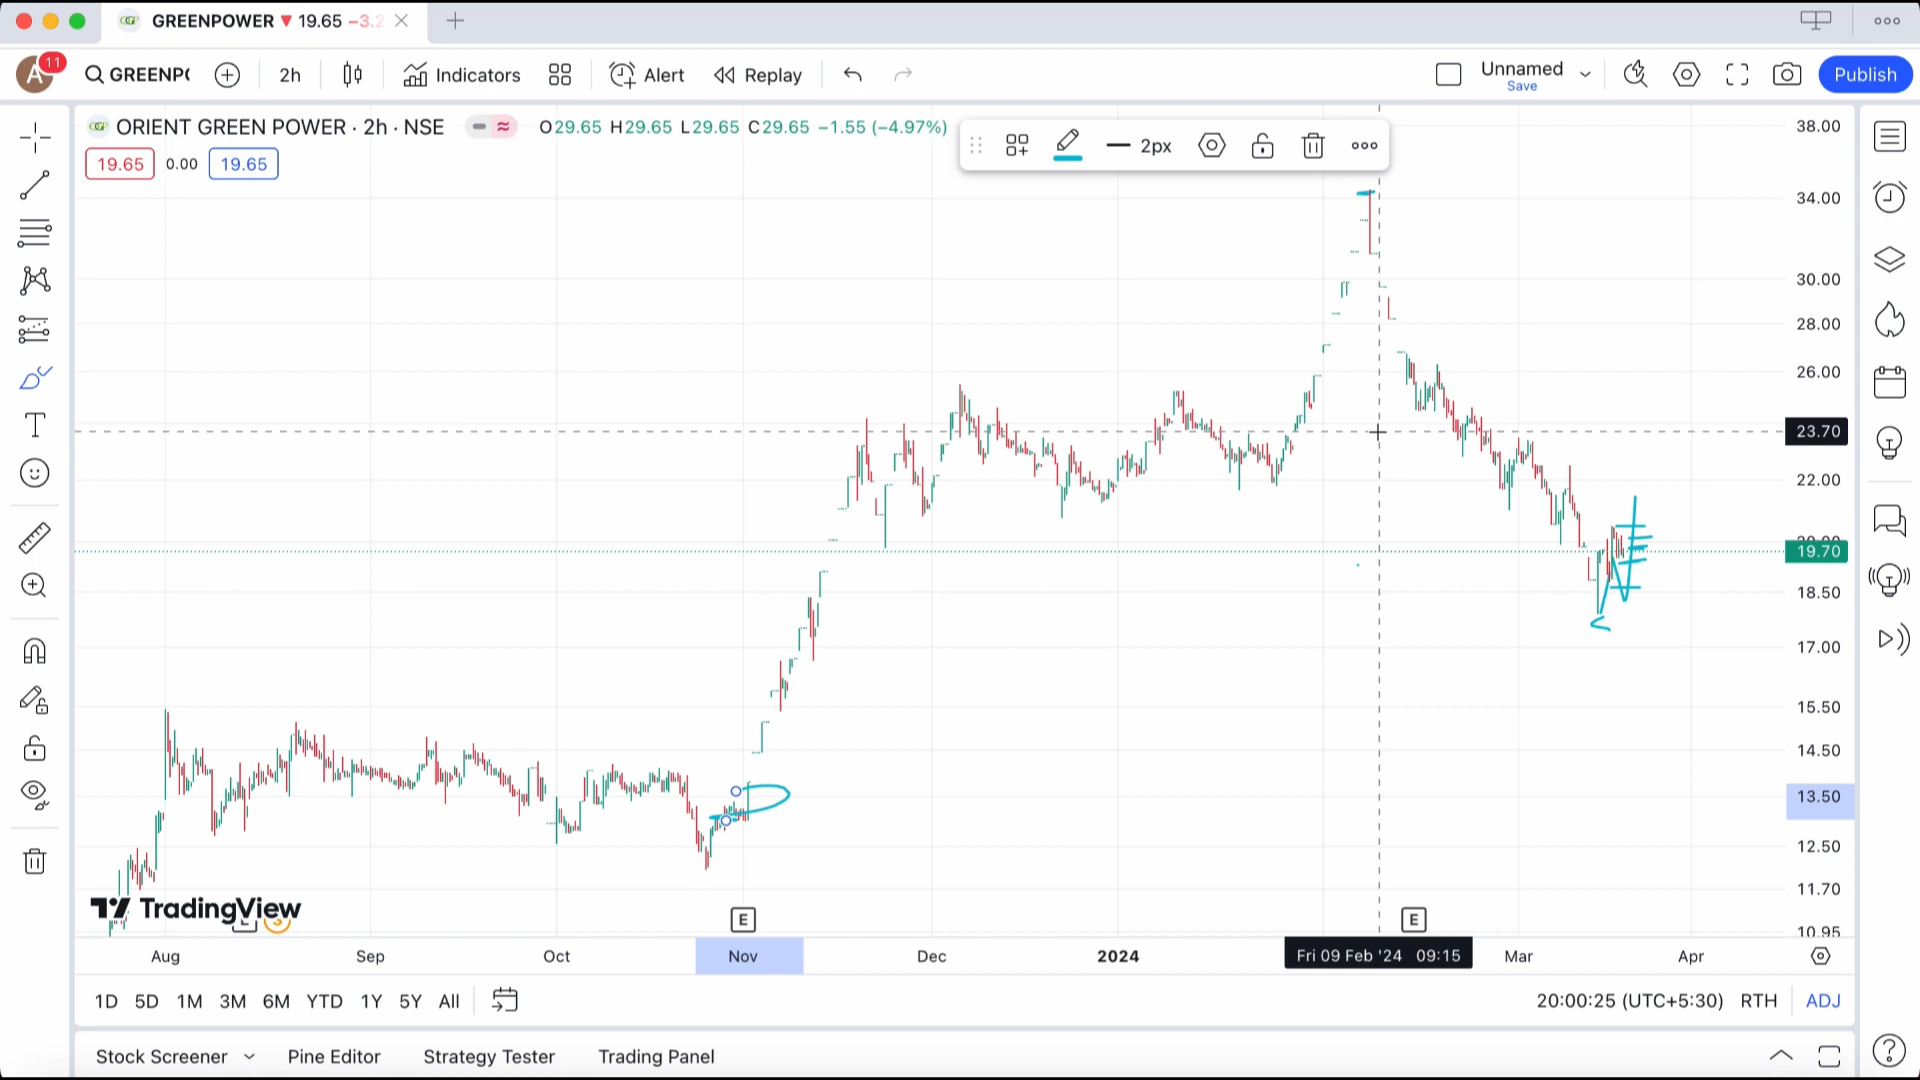 GREENPOWER ▼ 19.65 −3.2
A 11 GREENP 2h Indicators Alert Replay Unnamed Save Publish
ORIENT GREEN POWER · 2h · NSE O29.65 H29.65 L29.65 C29.65 −1.55 (−4.97%)
2px
19.65 0.00 19.65
38.00
34.00
30.00
28.00
26.00
23.70
22.00
19.70
18.50
17.00
15.50
14.50
13.50
12.50
11.70
10.95
TradingView
E E
Aug Sep Oct Nov Dec 2024 Fri 09 Feb '24 09:15 Mar Apr
1D 5D 1M 3M 6M YTD 1Y 5Y All 20:00:25 (UTC+5:30) RTH ADJ
Stock Screener Pine Editor Strategy Tester Trading Panel